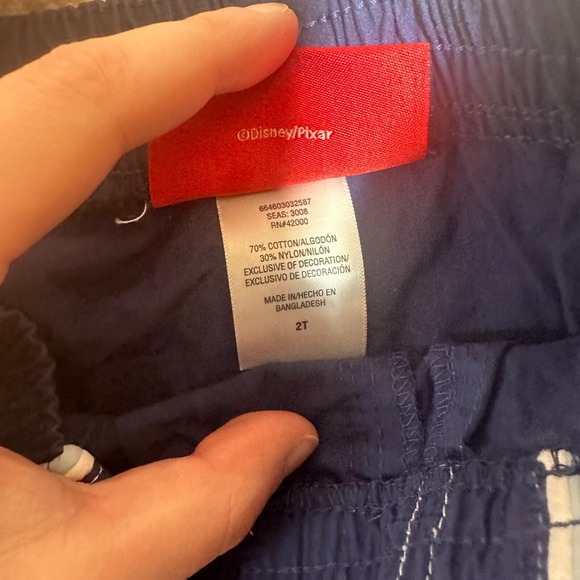 ©Disney/Pixar
664603032587
SEAS: 3008
RN#42000
70% COTTON/ALGODÓN
30% NYLON/NILÓN
EXCLUSIVE OF DECORATION/
EXCLUSIVO DE DECORACIÓN
MADE IN/HECHO EN
BANGLADESH
2T